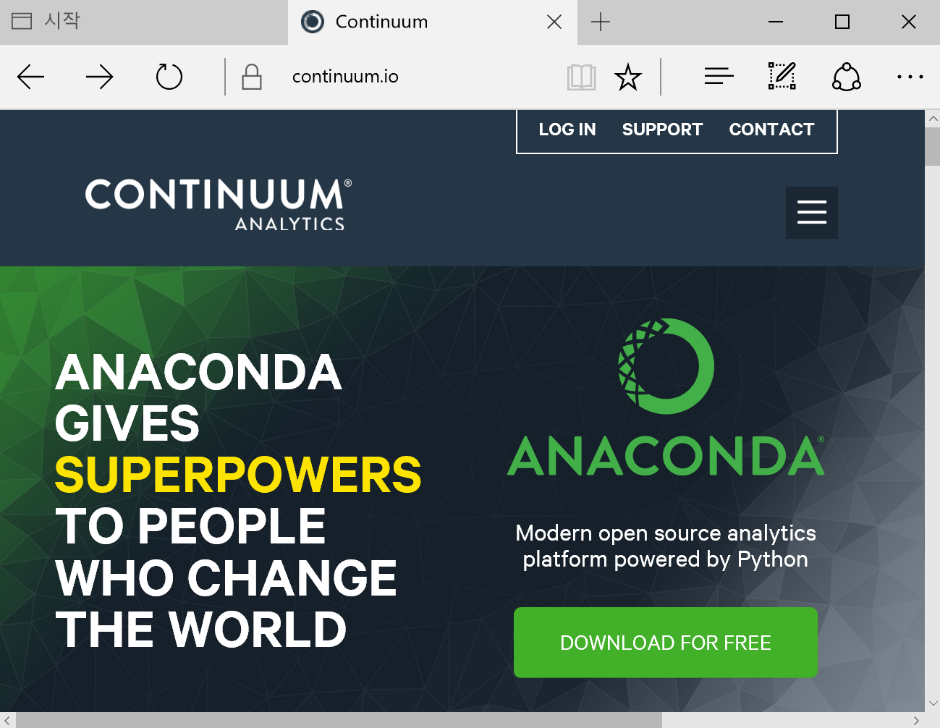 시작
Continuum
continuum.io
LOG IN SUPPORT CONTACT
CONTINUUM®
ANALYTICS
ANACONDA
GIVES
SUPERPOWERS
TO PEOPLE
WHO CHANGE
THE WORLD
ANACONDA®
Modern open source analytics
platform powered by Python
DOWNLOAD FOR FREE